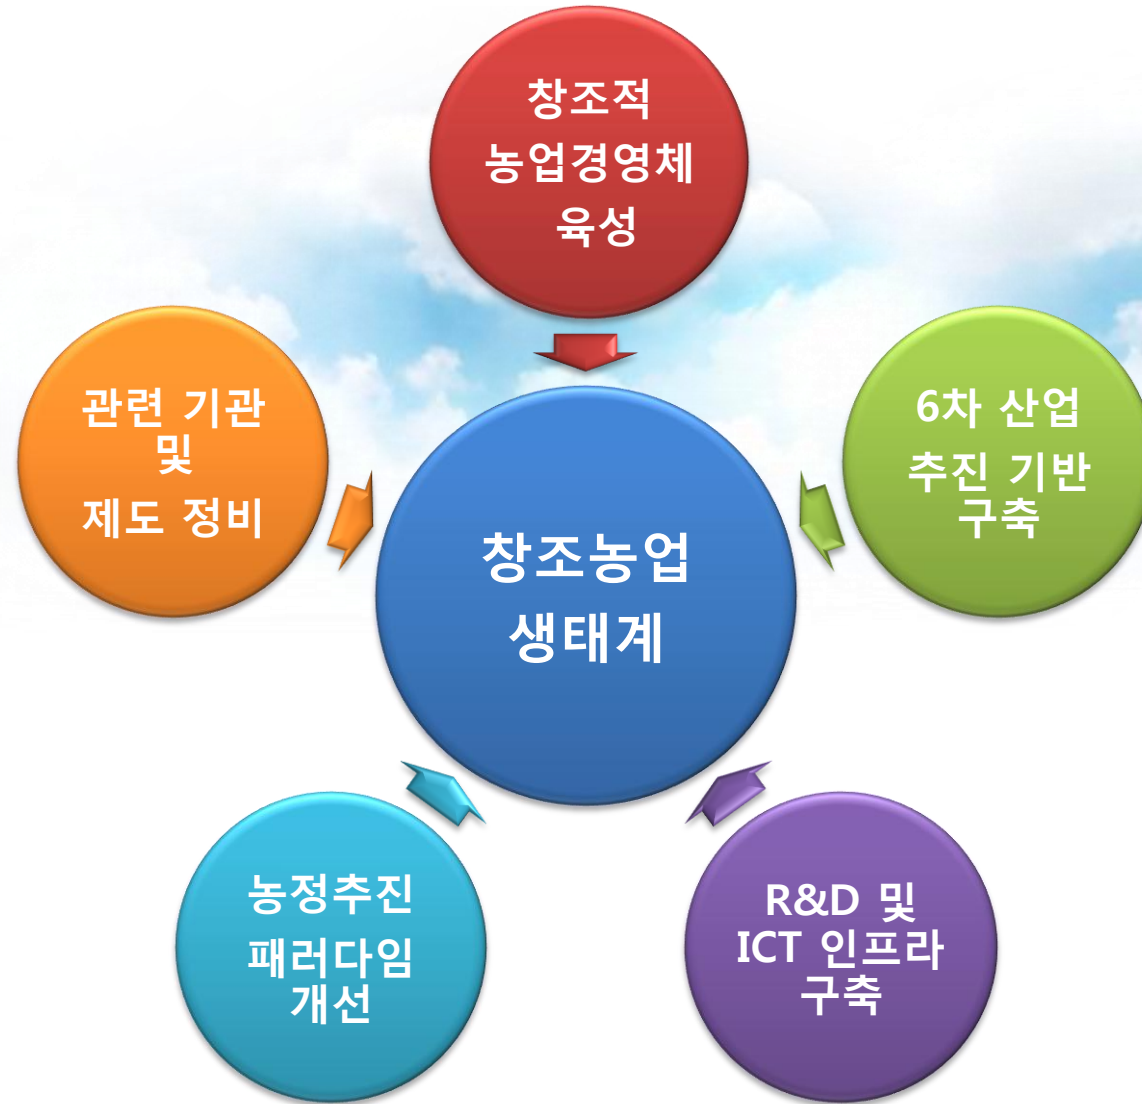 창조적
농업경영체
육성
관련 기관
및
제도 정비
6차 산업
추진 기반
구축
창조농업
생태계
농정추진
패러다임
개선
R&D 및
ICT 인프라
구축